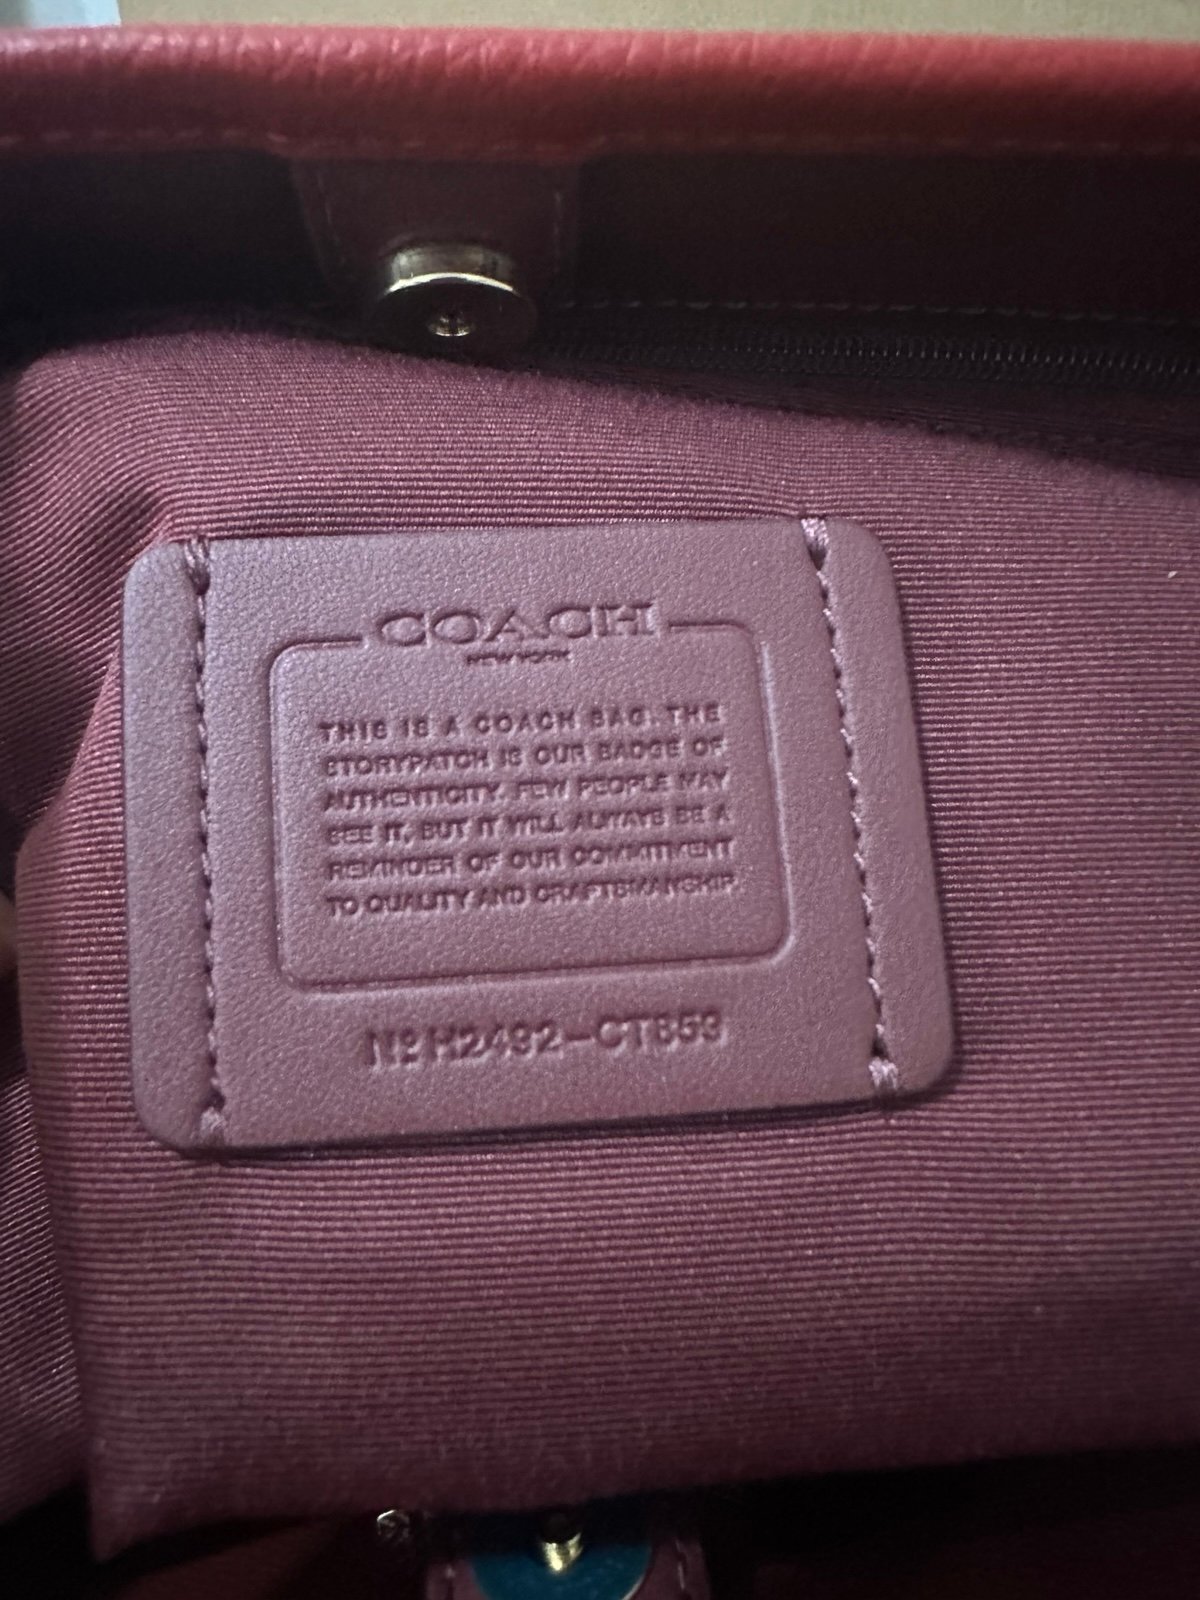 COACH
NEW YORK
THIS IS A COACH BAG. THE
STORYPATCH IS OUR BADGE OF
AUTHENTICITY. FEW PEOPLE MAY
SEE IT, BUT IT WILL ALWAYS BE A
REMINDER OF OUR COMMITMENT
TO QUALITY AND CRAFTSMANSHIP.
Nº H2492-CT853